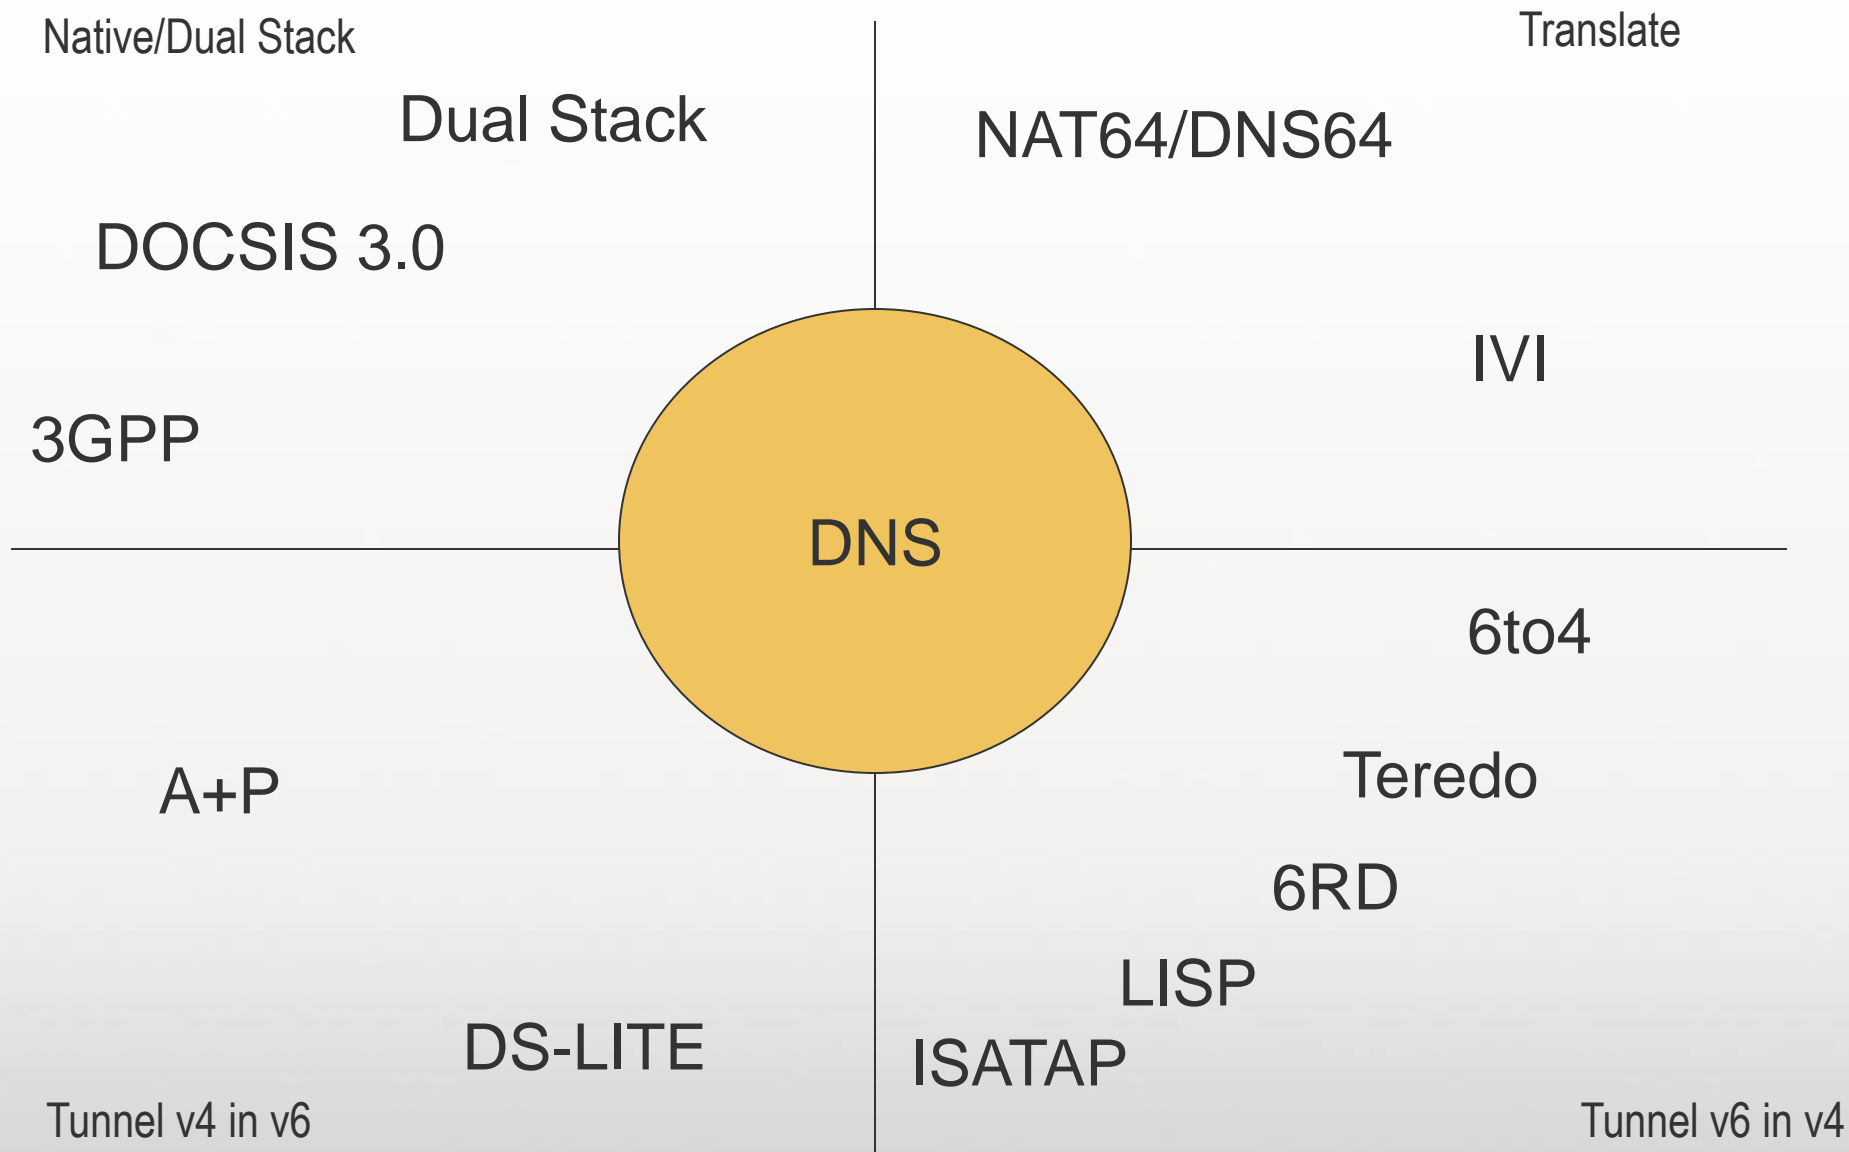 Native/Dual Stack
Translate
Dual Stack
NAT64/DNS64
DOCSIS 3.0
IVI
3GPP
DNS
6to4
A+P
Teredo
6RD
LISP
DS-LITE
ISATAP
Tunnel v4 in v6
Tunnel v6 in v4